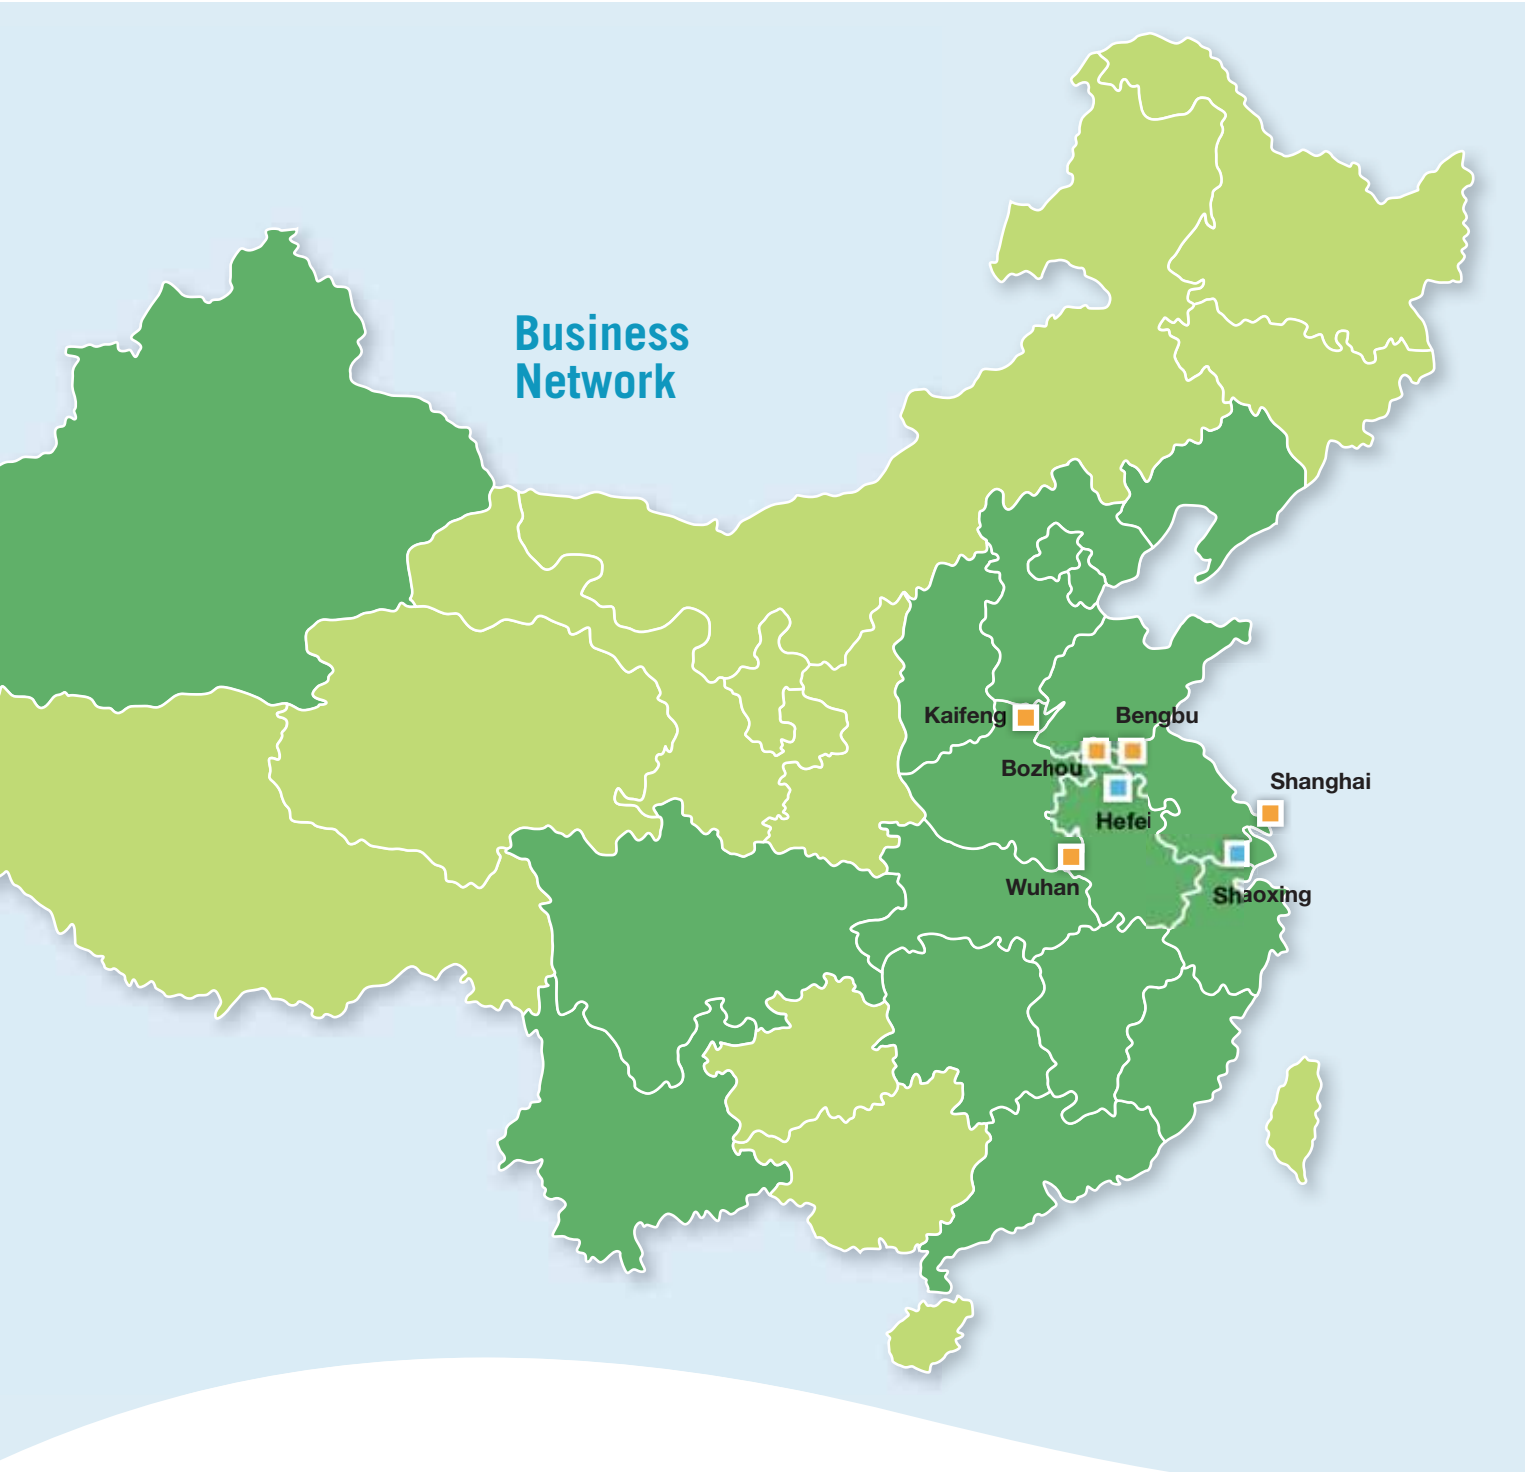 Business
Network
Kaifeng
Bengbu
Bozhou
Shanghai
Hefei
Wuhan
Shaoxing